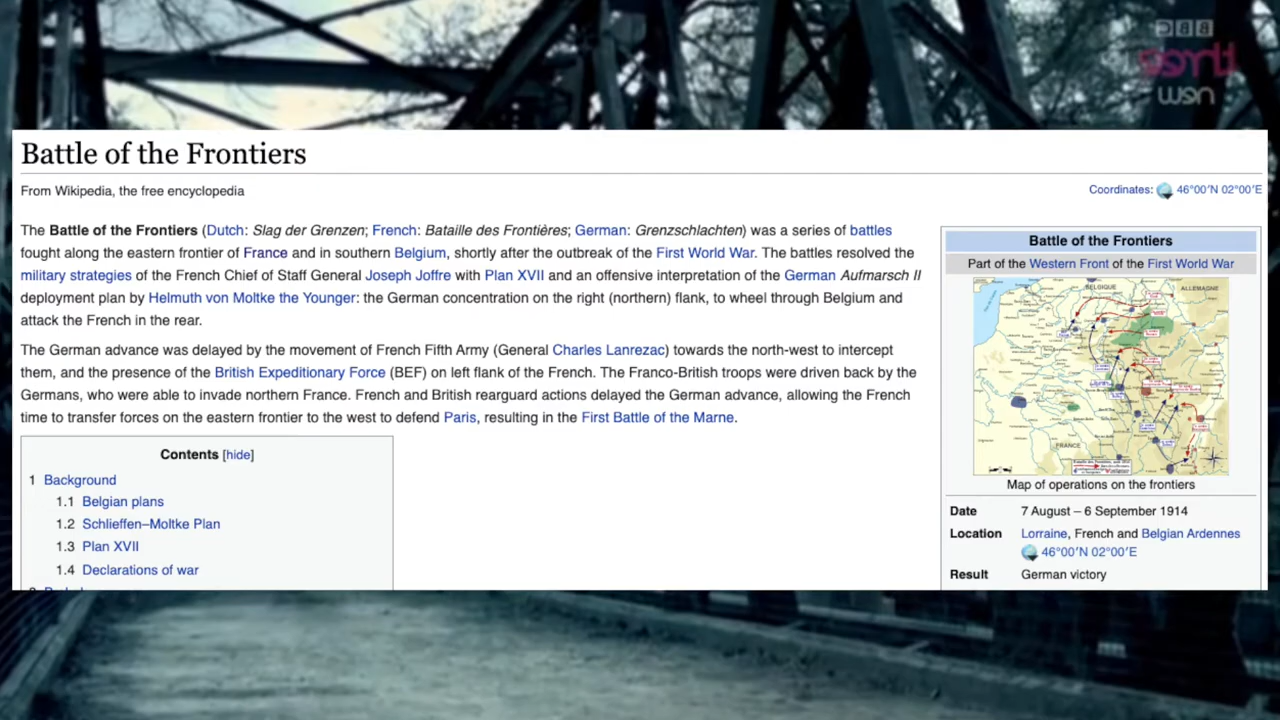 BBC
three
new
Battle of the Frontiers
From Wikipedia, the free encyclopedia
Coordinates: 46°00′N 02°00′E
The Battle of the Frontiers (Dutch: Slag der Grenzen; French: Bataille des Frontières; German: Grenzschlachten) was a series of battles
fought along the eastern frontier of France and in southern Belgium, shortly after the outbreak of the First World War. The battles resolved the
military strategies of the French Chief of Staff General Joseph Joffre with Plan XVII and an offensive interpretation of the German Aufmarsch II
deployment plan by Helmuth von Moltke the Younger: the German concentration on the right (northern) flank, to wheel through Belgium and
attack the French in the rear.
The German advance was delayed by the movement of French Fifth Army (General Charles Lanrezac) towards the north-west to intercept
them, and the presence of the British Expeditionary Force (BEF) on left flank of the French. The Franco-British troops were driven back by the
Germans, who were able to invade northern France. French and British rearguard actions delayed the German advance, allowing the French
time to transfer forces on the eastern frontier to the west to defend Paris, resulting in the First Battle of the Marne.
Contents [hide]
1 Background
1.1 Belgian plans
1.2 Schlieffen–Moltke Plan
1.3 Plan XVII
1.4 Declarations of war
Battle of the Frontiers
Part of the Western Front of the First World War
BELGIQUE
ALLEMAGNE
FRANCE
Map of operations on the frontiers
Date 7 August – 6 September 1914
Location Lorraine, French and Belgian Ardennes
46°00′N 02°00′E
Result German victory